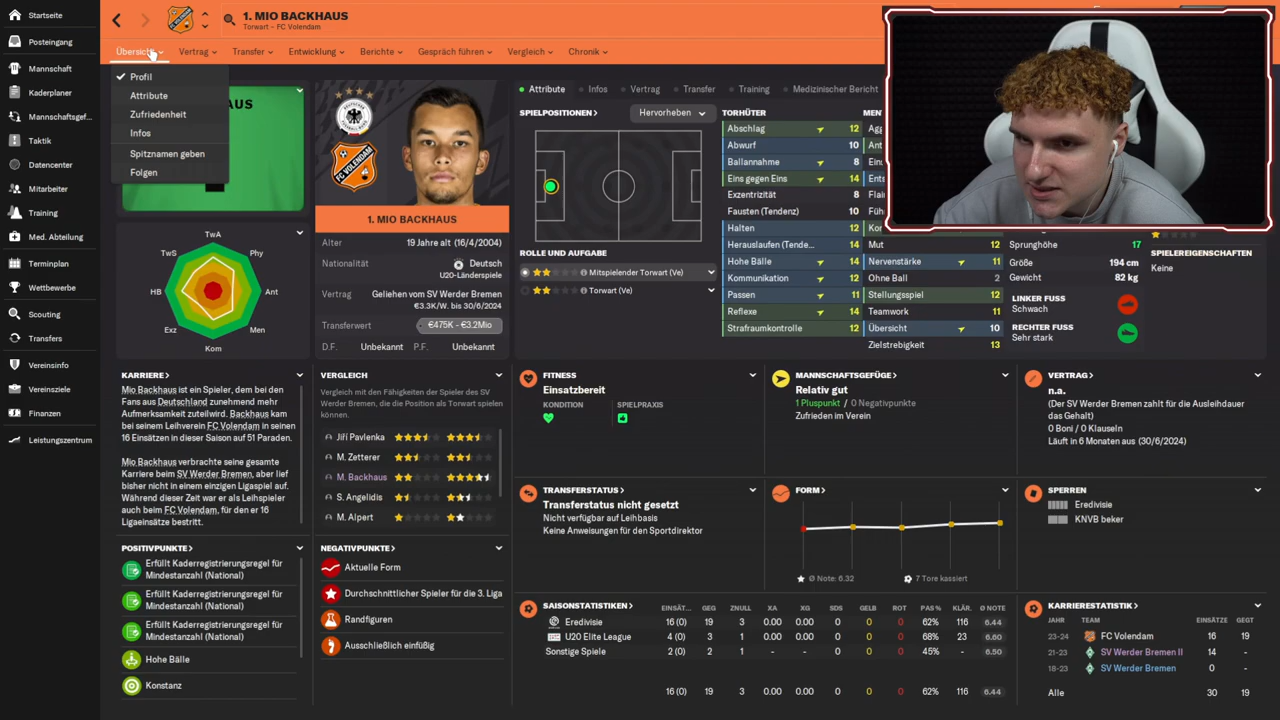 Startseite
Posteingang
Mannschaft
Kaderplaner
Mannschaftsgef...
Taktik
Datencenter
Mitarbeiter
Training
Med. Abteilung
Terminplan
Wettbewerbe
Scouting
Transfers
Vereinsinfo
Vereinsziele
Finanzen
Leistungszentrum
1. MIO BACKHAUS
Torwart - FC Volendam
Übersicht
Vertrag
Transfer
Entwicklung
Berichte
Gespräch führen
Vergleich
Chronik
Profil
Attribute
Zufriedenheit
Infos
Spitznamen geben
Folgen
FC VOLENDAM
1. MIO BACKHAUS
Alter 19 Jahre alt (16/4/2004)
Nationalität Deutsch
U20-Länderspiele
Vertrag Geliehen vom SV Werder Bremen
€3.3K/W. bis 30/6/2024
Transferwert €475K - €3.2Mio
D.F. Unbekannt P.F. Unbekannt
TwA
Phy
Ant
Men
Kom
Exz
HB
TwS
Attribute
Infos
Vertrag
Transfer
Training
Medizinischer Bericht
SPIELPOSITIONEN
Hervorheben
ROLLE UND AUFGABE
Mitspielender Torwart (Ve)
Torwart (Ve)
TORHÜTER
Abschlag 12
Abwurf 10
Ballannahme 8
Eins gegen Eins 14
Exzentrizität 8
Fausten (Tendenz) 10
Halten 12
Herauslaufen (Tende... 14
Hohe Bälle 14
Kommunikation 12
Passen 11
Reflexe 14
Strafraumkontrolle 12
Mut 12
Nervenstärke 11
Ohne Ball 2
Stellungsspiel 12
Teamwork 11
Übersicht 10
Zielstrebigkeit 13
Sprunghöhe 17
Größe 194 cm
Gewicht 82 kg
LINKER FUSS
Schwach
RECHTER FUSS
Sehr stark
SPIELEREIGENSCHAFTEN
Keine
KARRIERE
Mio Backhaus ist ein Spieler, dem bei den
Fans aus Deutschland zunehmend mehr
Aufmerksamkeit zuteilwird. Backhaus kam
bei seinem Leihverein FC Volendam in seinen
16 Einsätzen in dieser Saison auf 51 Paraden.
Mio Backhaus verbrachte seine gesamte
Karriere beim SV Werder Bremen, aber lief
bisher nicht in einem einzigen Ligaspiel auf.
Während dieser Zeit war er als Leihspieler
auch beim FC Volendam, für den er 16
Ligaeinsätze bestritt.
VERGLEICH
Vergleich mit den Fähigkeiten der Spieler des SV
Werder Bremen, die die Position als Torwart spielen
können.
Jiří Pavlenka
M. Zetterer
M. Backhaus
S. Angelidis
M. Alpert
FITNESS
Einsatzbereit
KONDITION
SPIELPRAXIS
MANNSCHAFTSGEFÜGE
Relativ gut
1 Pluspunkt / 0 Negativpunkte
Zufrieden im Verein
VERTRAG
n.a.
(Der SV Werder Bremen zahlt für die Ausleihdauer
das Gehalt)
0 Boni / 0 Klauseln
Läuft in 6 Monaten aus (30/6/2024)
TRANSFERSTATUS
Transferstatus nicht gesetzt
Nicht verfügbar auf Leihbasis
Keine Anweisungen für den Sportdirektor
FORM
Ø Note: 6.32
7 Tore kassiert
SPERREN
Eredivisie
KNVB beker
POSITIVPUNKTE
Erfüllt Kaderregistrierungsregel für
Mindestanzahl (National)
Erfüllt Kaderregistrierungsregel für
Mindestanzahl (National)
Erfüllt Kaderregistrierungsregel für
Mindestanzahl (National)
Hohe Bälle
Konstanz
NEGATIVPUNKTE
Aktuelle Form
Durchschnittlicher Spieler für die 3. Liga
Randfiguren
Ausschließlich einfüßig
SAISONSTATISTIKEN EINSÄT... GEG ZNULL XA XG SDS GELB ROT PAS% KLÄR. Ø NOTE
Eredivisie 16 (0) 19 3 0.00 0.00 0 0 0 62% 116 6.44
U20 Elite League 4 (0) 3 1 0.00 0.00 0 0 0 68% 23 6.60
Sonstige Spiele 2 (0) 2 1 - - 0 0 0 45% - 6.50
16 (0) 19 3 0.00 0.00 0 0 0 62% 116 6.44
KARRIERESTATISTIK
JAHR TEAM EINSÄTZE GEGT
23-24 FC Volendam 16 19
21-23 SV Werder Bremen II 14 -
18-23 SV Werder Bremen 0 -
Alle 30 19